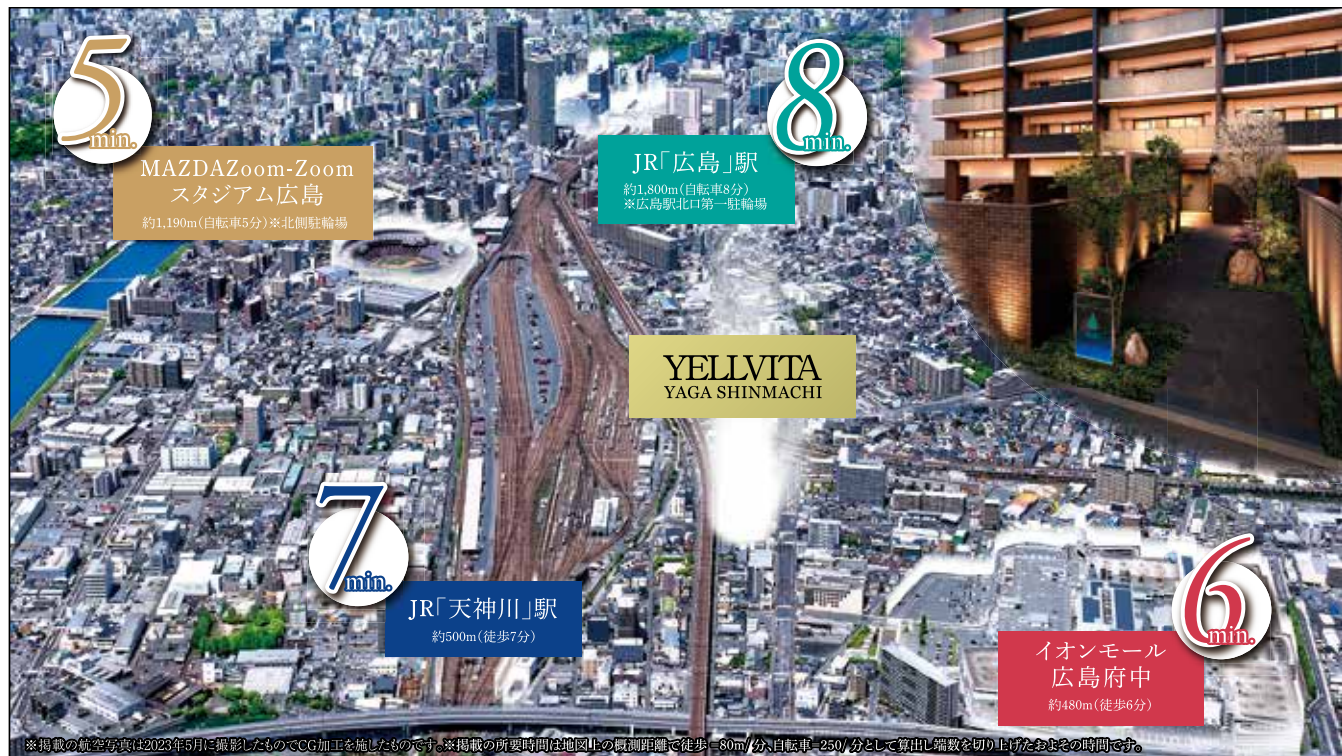 5
min.
MAZDAZoom-Zoom
スタジアム広島
約1,190m(自転車5分)※北側駐輪場
8
min.
JR「広島」駅
約1,800m(自転車8分)
※広島駅北口第一駐輪場
YELLVITA
YAGA SHINMACHI
7
min.
JR「天神川」駅
約500m(徒歩7分)
6
min.
イオンモール
広島府中
約480m(徒歩6分)
※掲載の航空写真は2023年5月に撮影したものでCG加工を施したものです。※掲載の所要時間は地図上の概測距離で徒歩=80m/分、自転車=250/分として算出し端数を切り上げたおよその時間です。